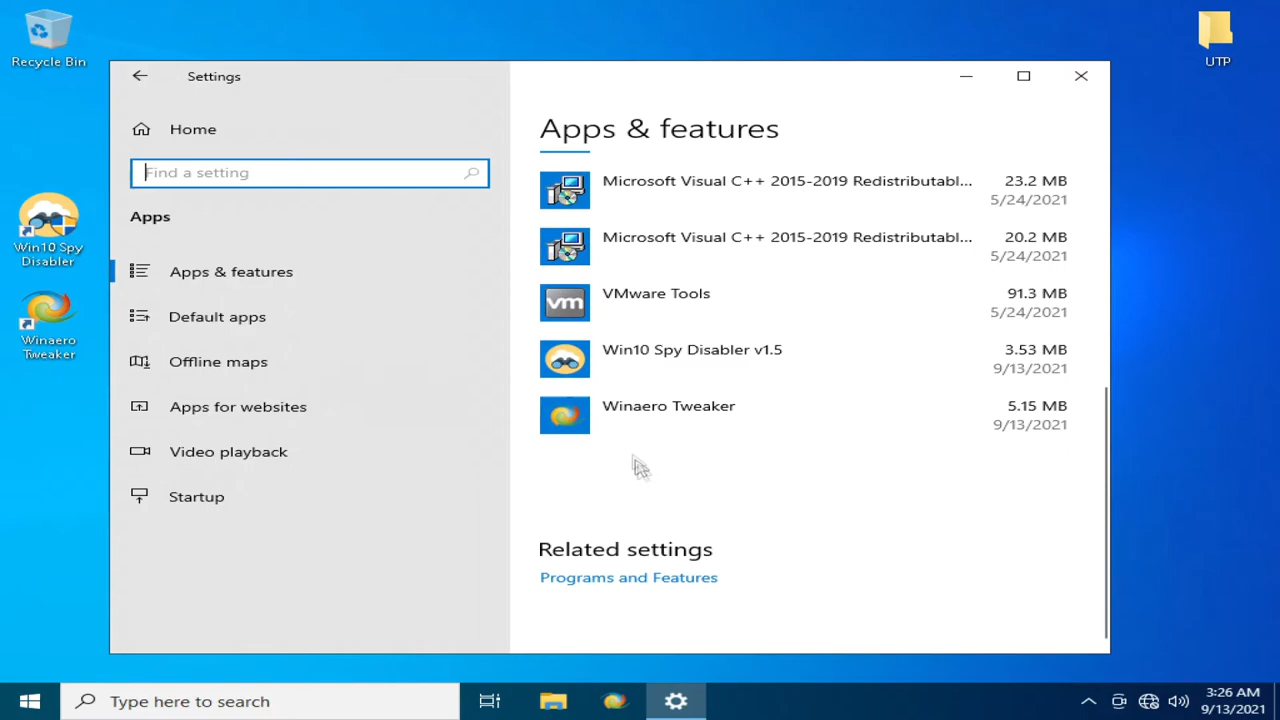 Recycle Bin
UTP
Settings
Home
Find a setting
Apps
Apps & features
Default apps
Offline maps
Apps for websites
Video playback
Startup
Win10 Spy
Disabler
Winaero
Tweaker
Apps & features
Microsoft Visual C++ 2015-2019 Redistributabl... 23.2 MB
5/24/2021
Microsoft Visual C++ 2015-2019 Redistributabl... 20.2 MB
5/24/2021
vm
VMware Tools 91.3 MB
5/24/2021
Win10 Spy Disabler v1.5 3.53 MB
9/13/2021
Winaero Tweaker 5.15 MB
9/13/2021
Related settings
Programs and Features
Type here to search
3:26 AM
9/13/2021